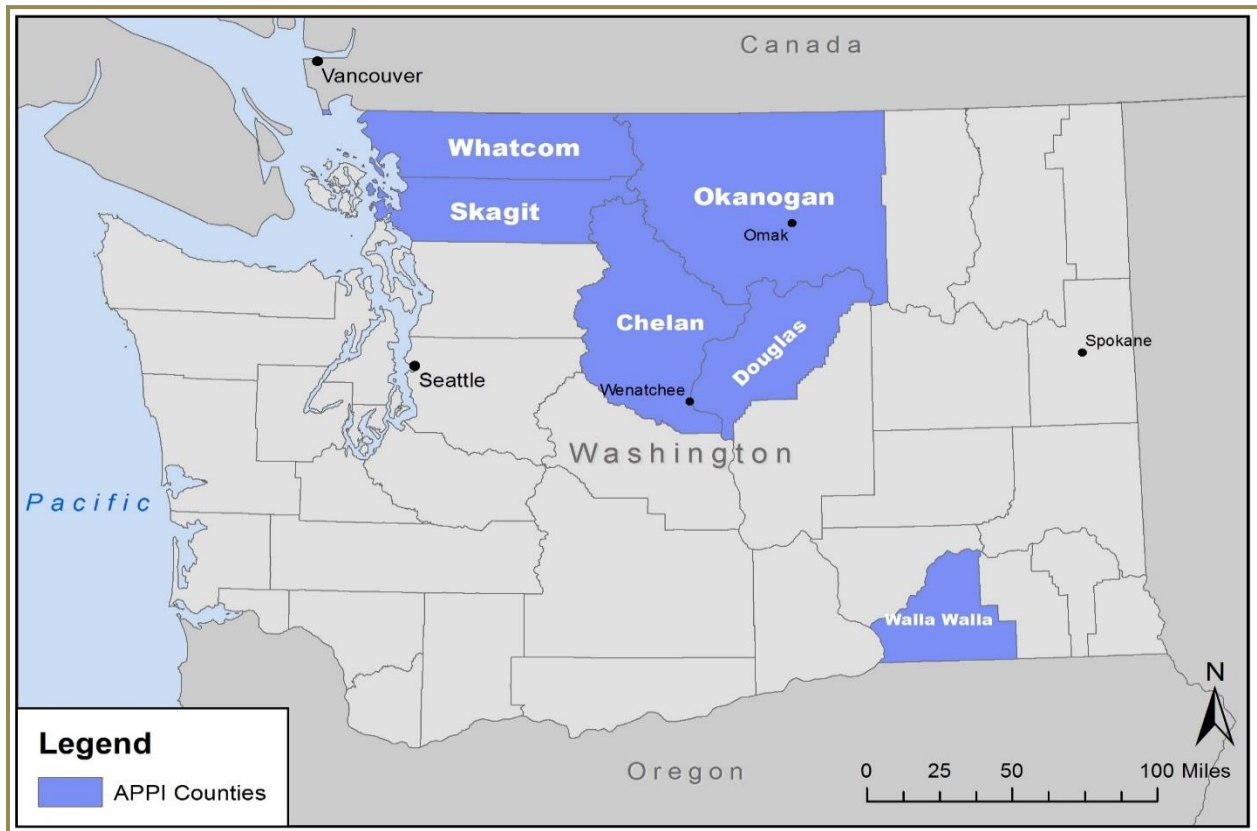 Canada
Vancouver
Whatcom
Skagit
Okanogan
Omak
Chelan
Douglas
Spokane
Seattle
Wenatchee
Washington
Pacific
Walla Walla
N
Legend
APPI Counties
Oregon
0 25 50 100 Miles